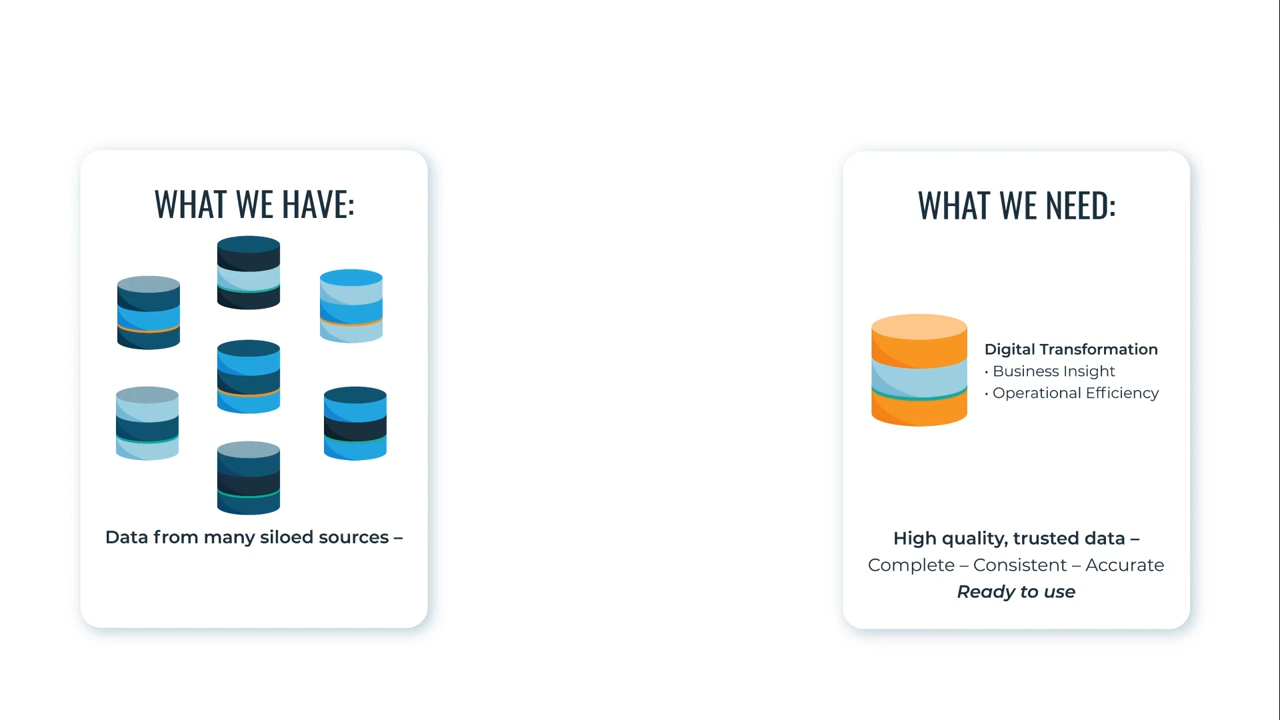 WHAT WE HAVE:
Data from many siloed sources –
WHAT WE NEED:
Digital Transformation
• Business Insight
• Operational Efficiency
High quality, trusted data –
Complete – Consistent – Accurate
Ready to use